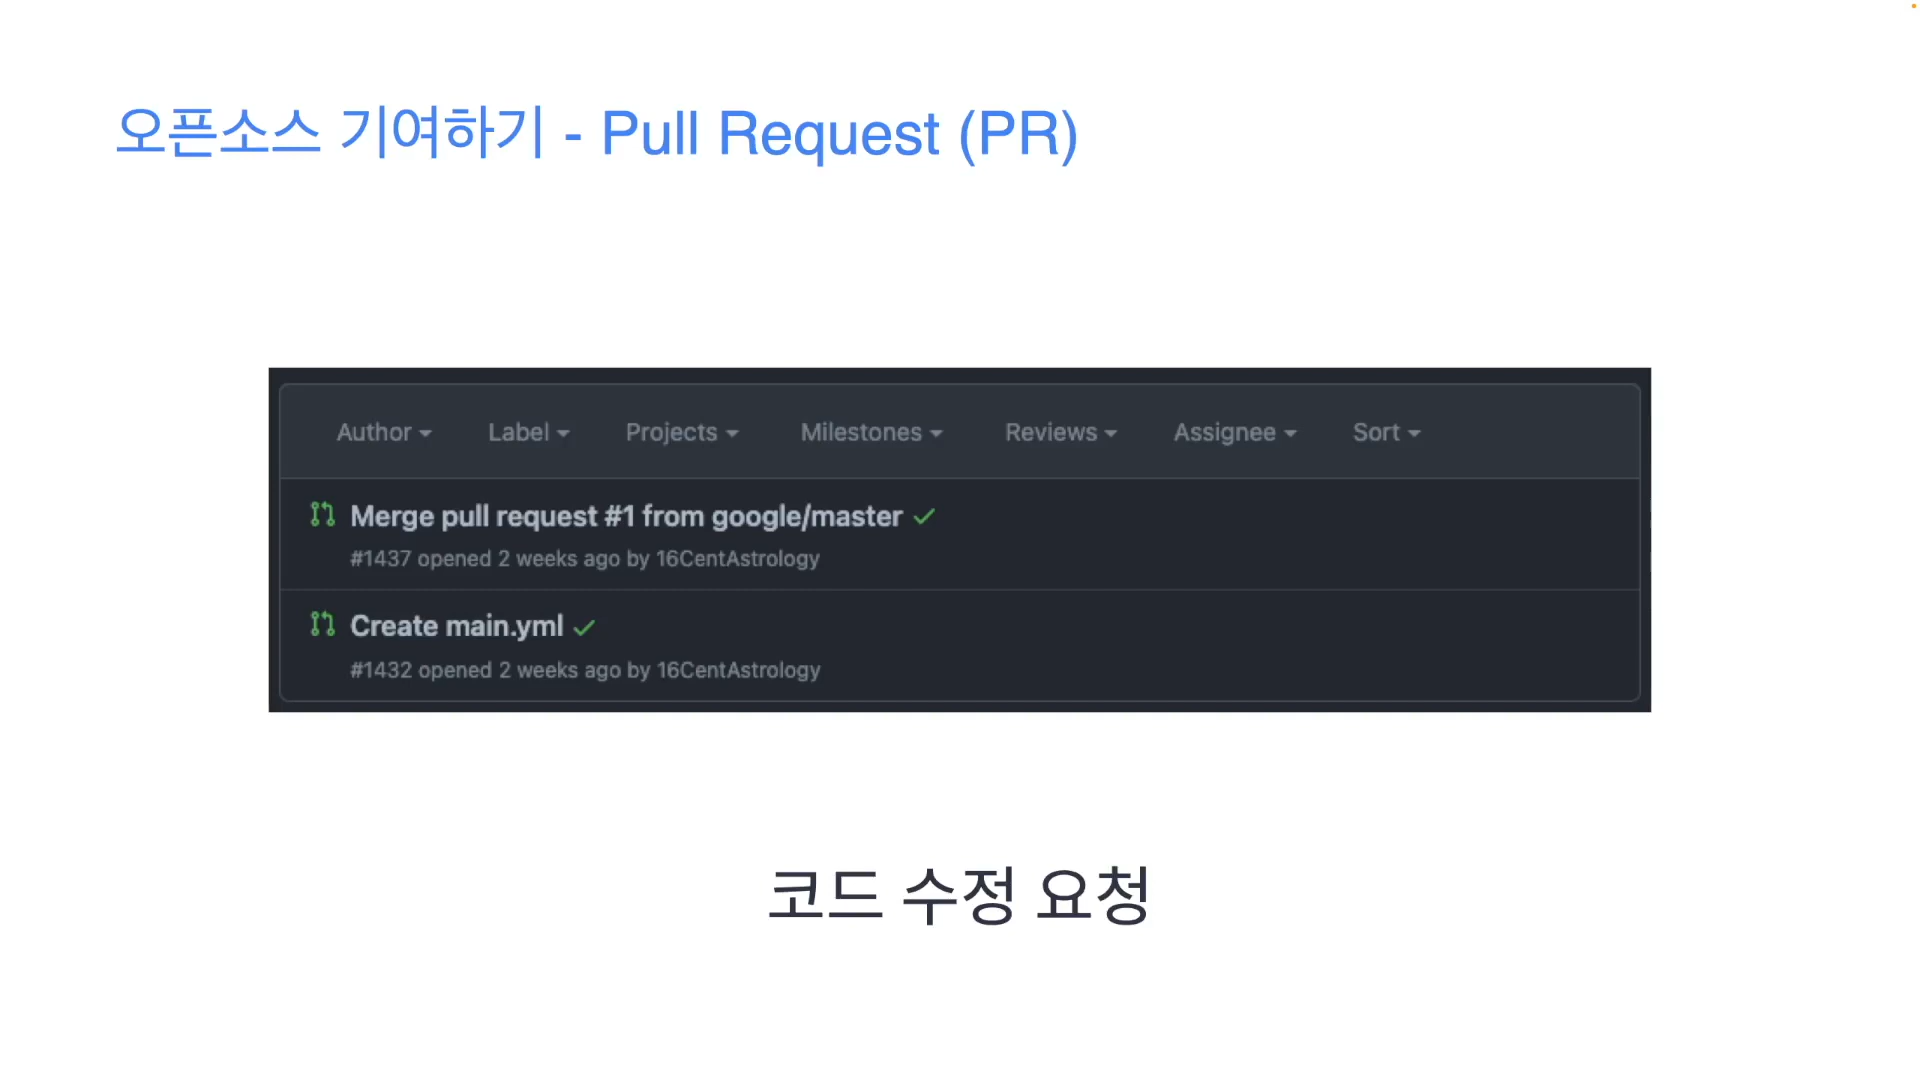 오픈소스 기여하기 - Pull Request (PR)
Author Label Projects Milestones Reviews Assignee Sort
Merge pull request #1 from google/master
#1437 opened 2 weeks ago by 16CentAstrology
Create main.yml
#1432 opened 2 weeks ago by 16CentAstrology
코드 수정 요청